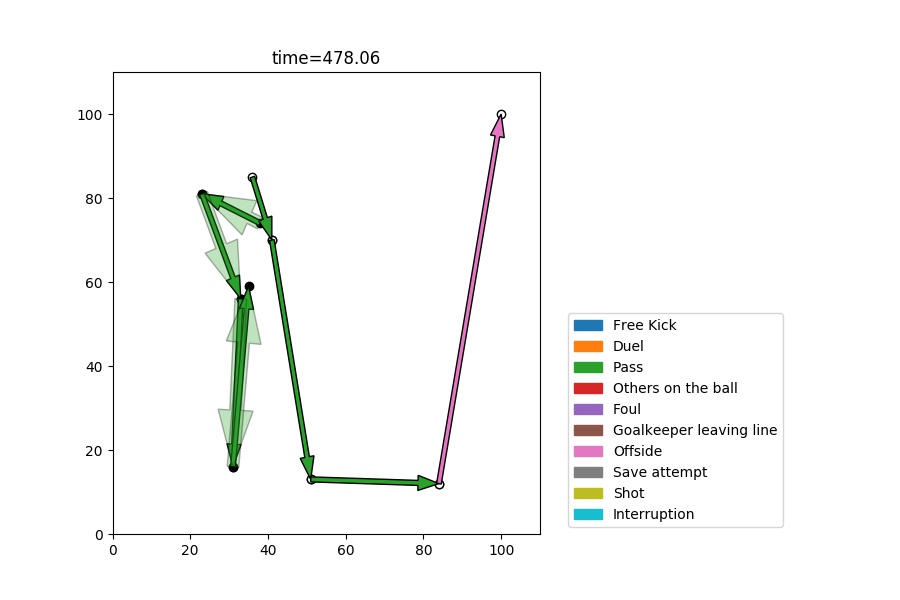 time=478.06
100
80
60
40
20
0
0 20 40 60 80 100
Free Kick
Duel
Pass
Others on the ball
Foul
Goalkeeper leaving line
Offside
Save attempt
Shot
Interruption